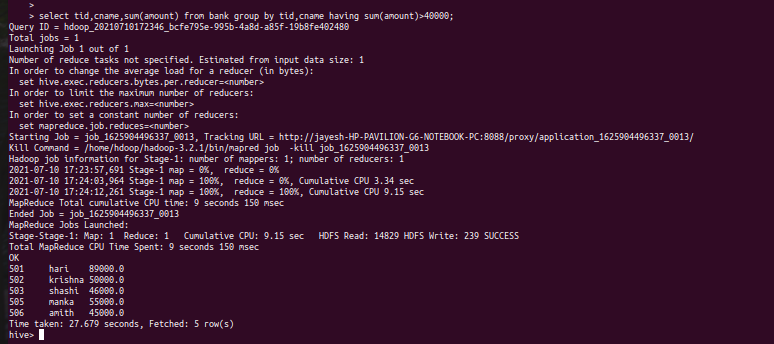 >
> select tid,cname,sum(amount) from bank group by tid,cname having sum(amount)>40000;
Query ID = hdoop_20210710172346_bcfe795e-995b-4a8d-a85f-19b8fe402480
Total jobs = 1
Launching Job 1 out of 1
Number of reduce tasks not specified. Estimated from input data size: 1
In order to change the average load for a reducer (in bytes):
  set hive.exec.reducers.bytes.per.reducer=<number>
In order to limit the maximum number of reducers:
  set hive.exec.reducers.max=<number>
In order to set a constant number of reducers:
  set mapreduce.job.reduces=<number>
Starting Job = job_1625904496337_0013, Tracking URL = http://jayesh-HP-PAVILION-G6-NOTEBOOK-PC:8088/proxy/application_1625904496337_0013/
Kill Command = /home/hdoop/hadoop-3.2.1/bin/mapred job  -kill job_1625904496337_0013
Hadoop job information for Stage-1: number of mappers: 1; number of reducers: 1
2021-07-10 17:23:57,691 Stage-1 map = 0%,  reduce = 0%
2021-07-10 17:24:03,964 Stage-1 map = 100%,  reduce = 0%, Cumulative CPU 3.34 sec
2021-07-10 17:24:12,261 Stage-1 map = 100%,  reduce = 100%, Cumulative CPU 9.15 sec
MapReduce Total cumulative CPU time: 9 seconds 150 msec
Ended Job = job_1625904496337_0013
MapReduce Jobs Launched:
Stage-Stage-1: Map: 1  Reduce: 1   Cumulative CPU: 9.15 sec   HDFS Read: 14829 HDFS Write: 239 SUCCESS
Total MapReduce CPU Time Spent: 9 seconds 150 msec
OK
501	hari	89000.0
502	krishna	50000.0
503	shashi	46000.0
505	manka	55000.0
506	amith	45000.0
Time taken: 27.679 seconds, Fetched: 5 row(s)
hive>